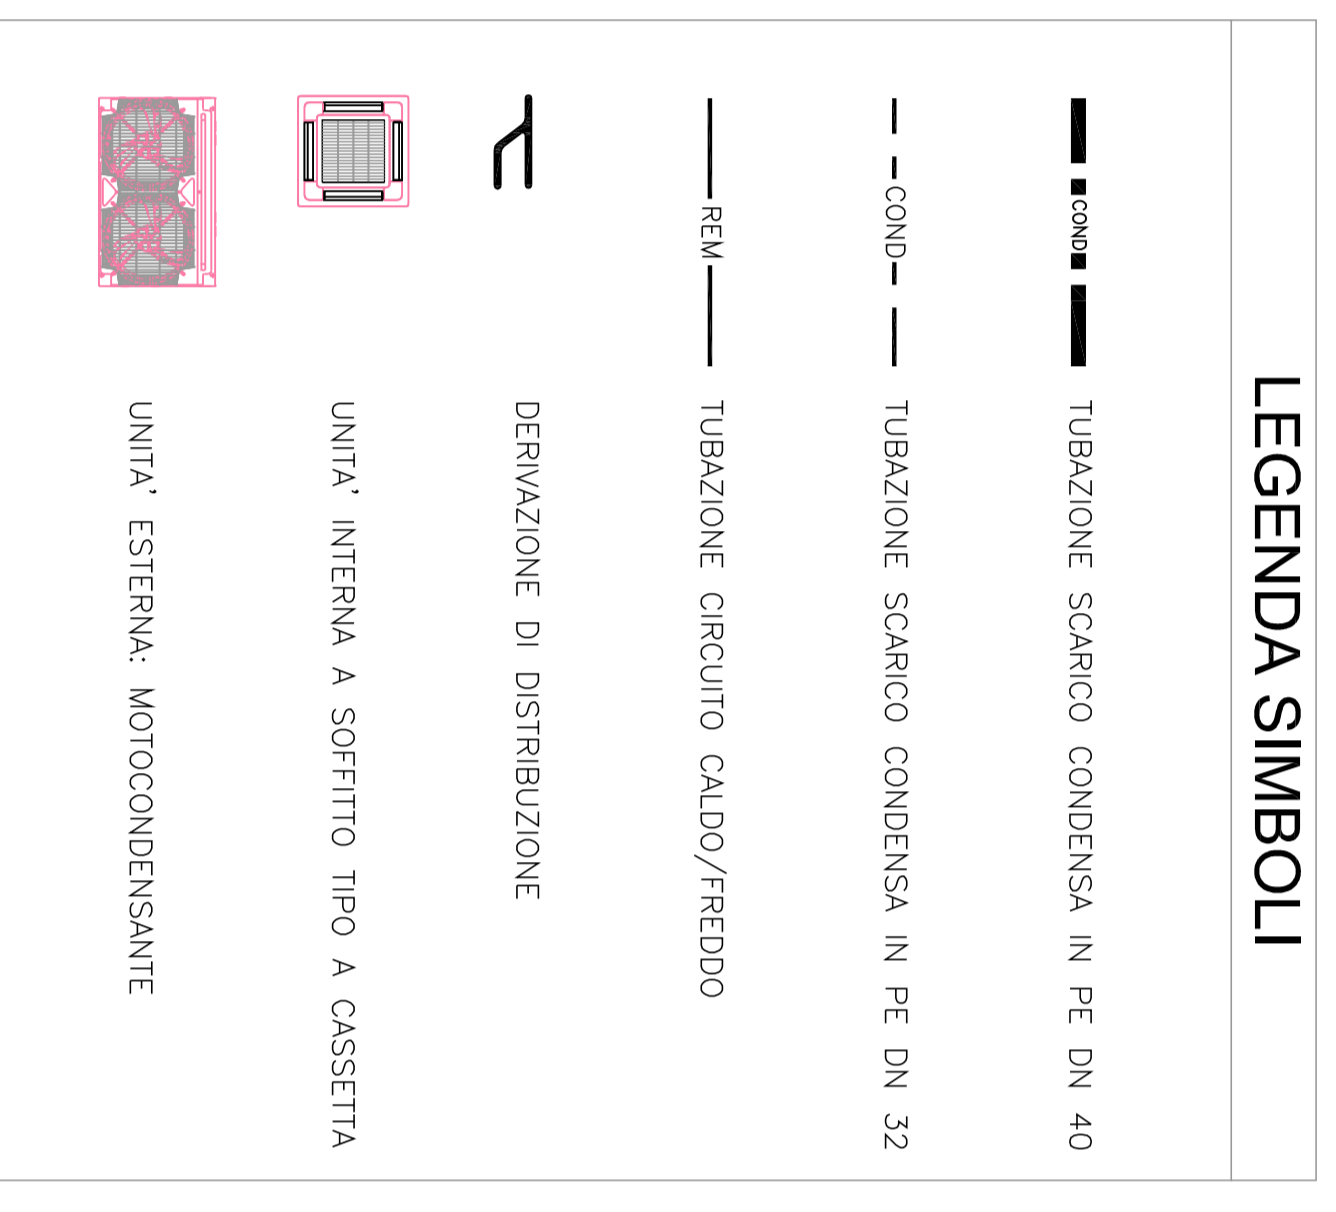 LEGENDA SIMBOLI
COND TUBAZIONE SCARICO CONDENSA IN PE DN 40
COND TUBAZIONE SCARICO CONDENSA IN PE DN 32
REM TUBAZIONE CIRCUITO CALDO/FREDDO
DERIVAZIONE DI DISTRIBUZIONE
UNITA' INTERNA A SOFFITTO TIPO A CASSETTA
UNITA' ESTERNA: MOTOCONDENSANTE